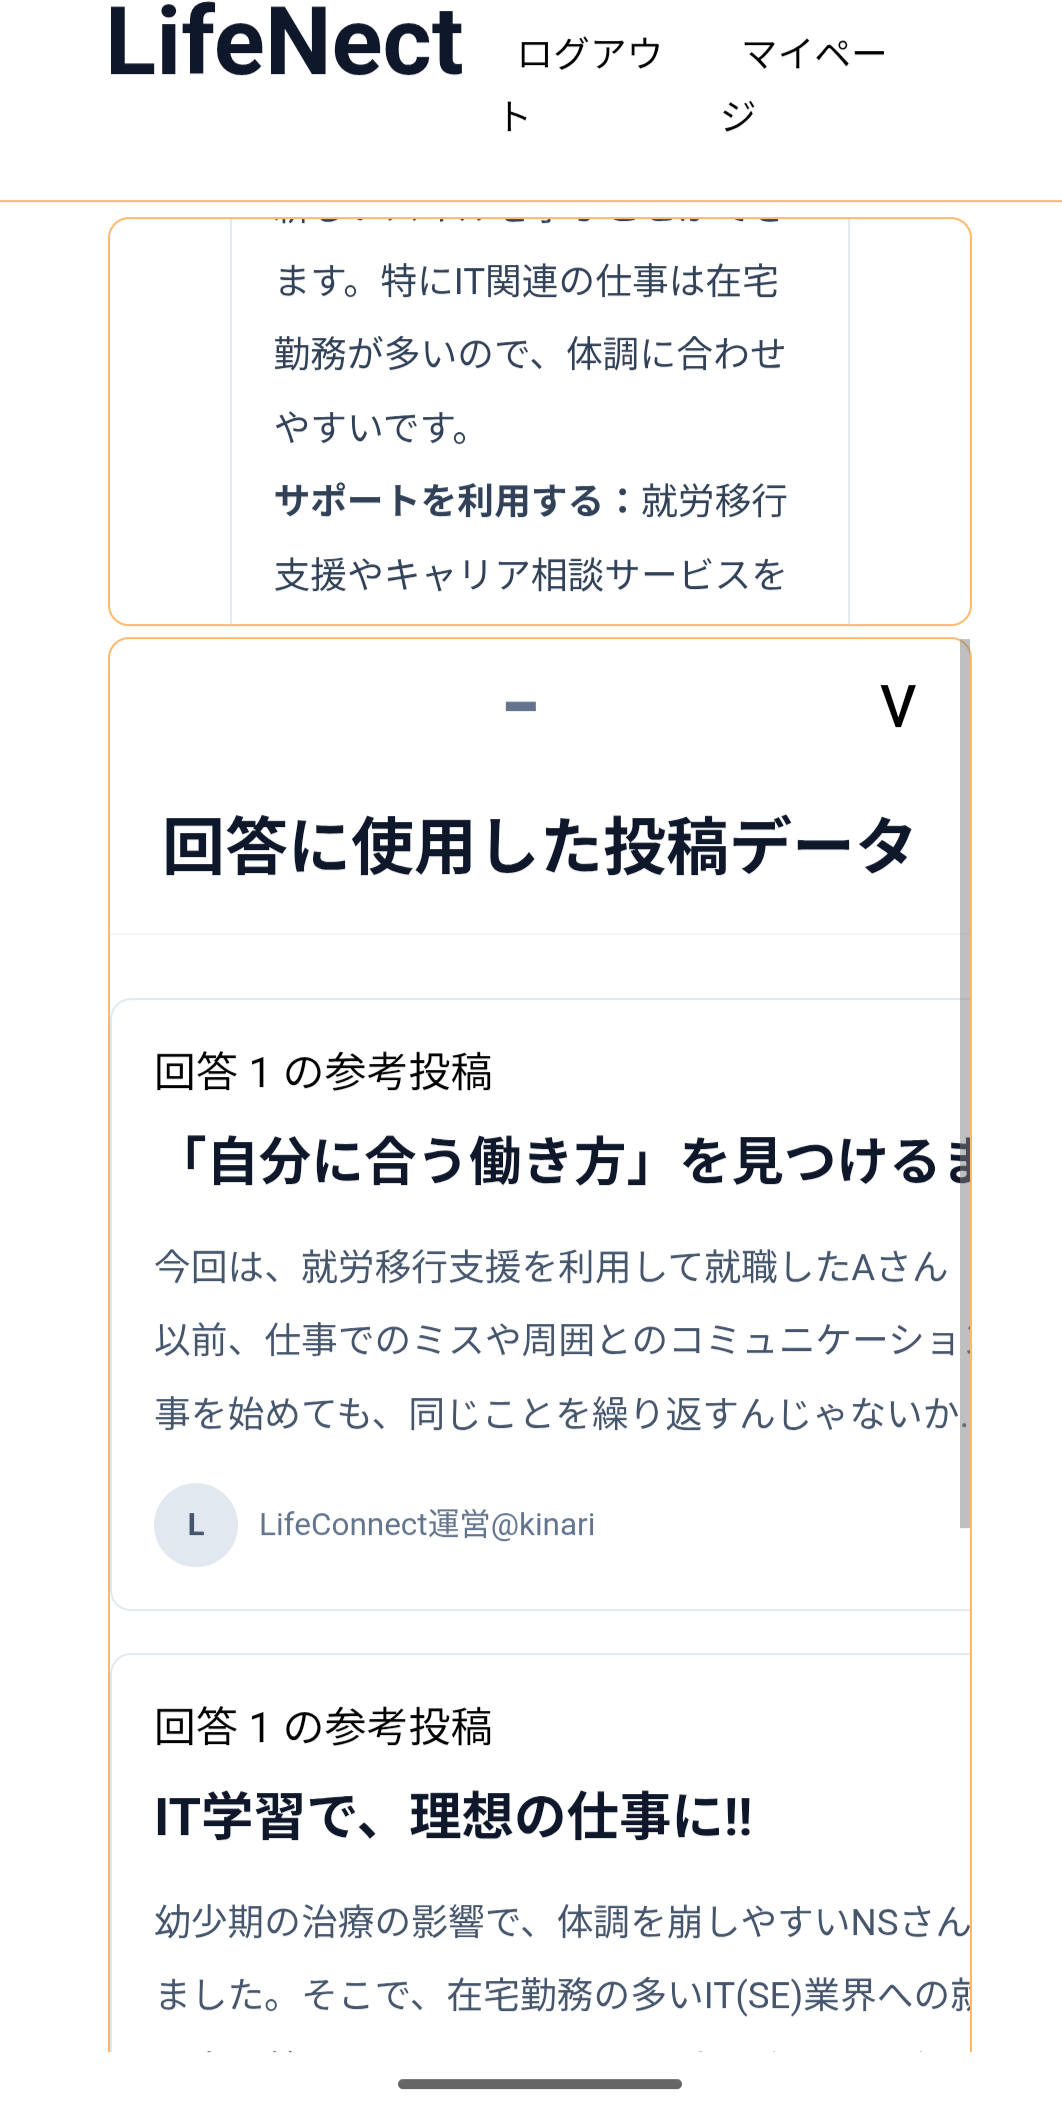 LifeNect
ログアウ
ト
マイペー
ジ
ます。特にIT関連の仕事は在宅
勤務が多いので、体調に合わせ
やすいです。
サポートを利用する：就労移行
支援やキャリア相談サービスを
V
回答に使用した投稿データ
回答 1 の参考投稿
「自分に合う働き方」を見つけるま
今回は、就労移行支援を利用して就職したAさん
以前、仕事でのミスや周囲とのコミュニケーショ
事を始めても、同じことを繰り返すんじゃないか
L
LifeConnect運営@kinari
回答 1 の参考投稿
IT学習で、理想の仕事に!!
幼少期の治療の影響で、体調を崩しやすいNSさん
ました。そこで、在宅勤務の多いIT(SE)業界への就